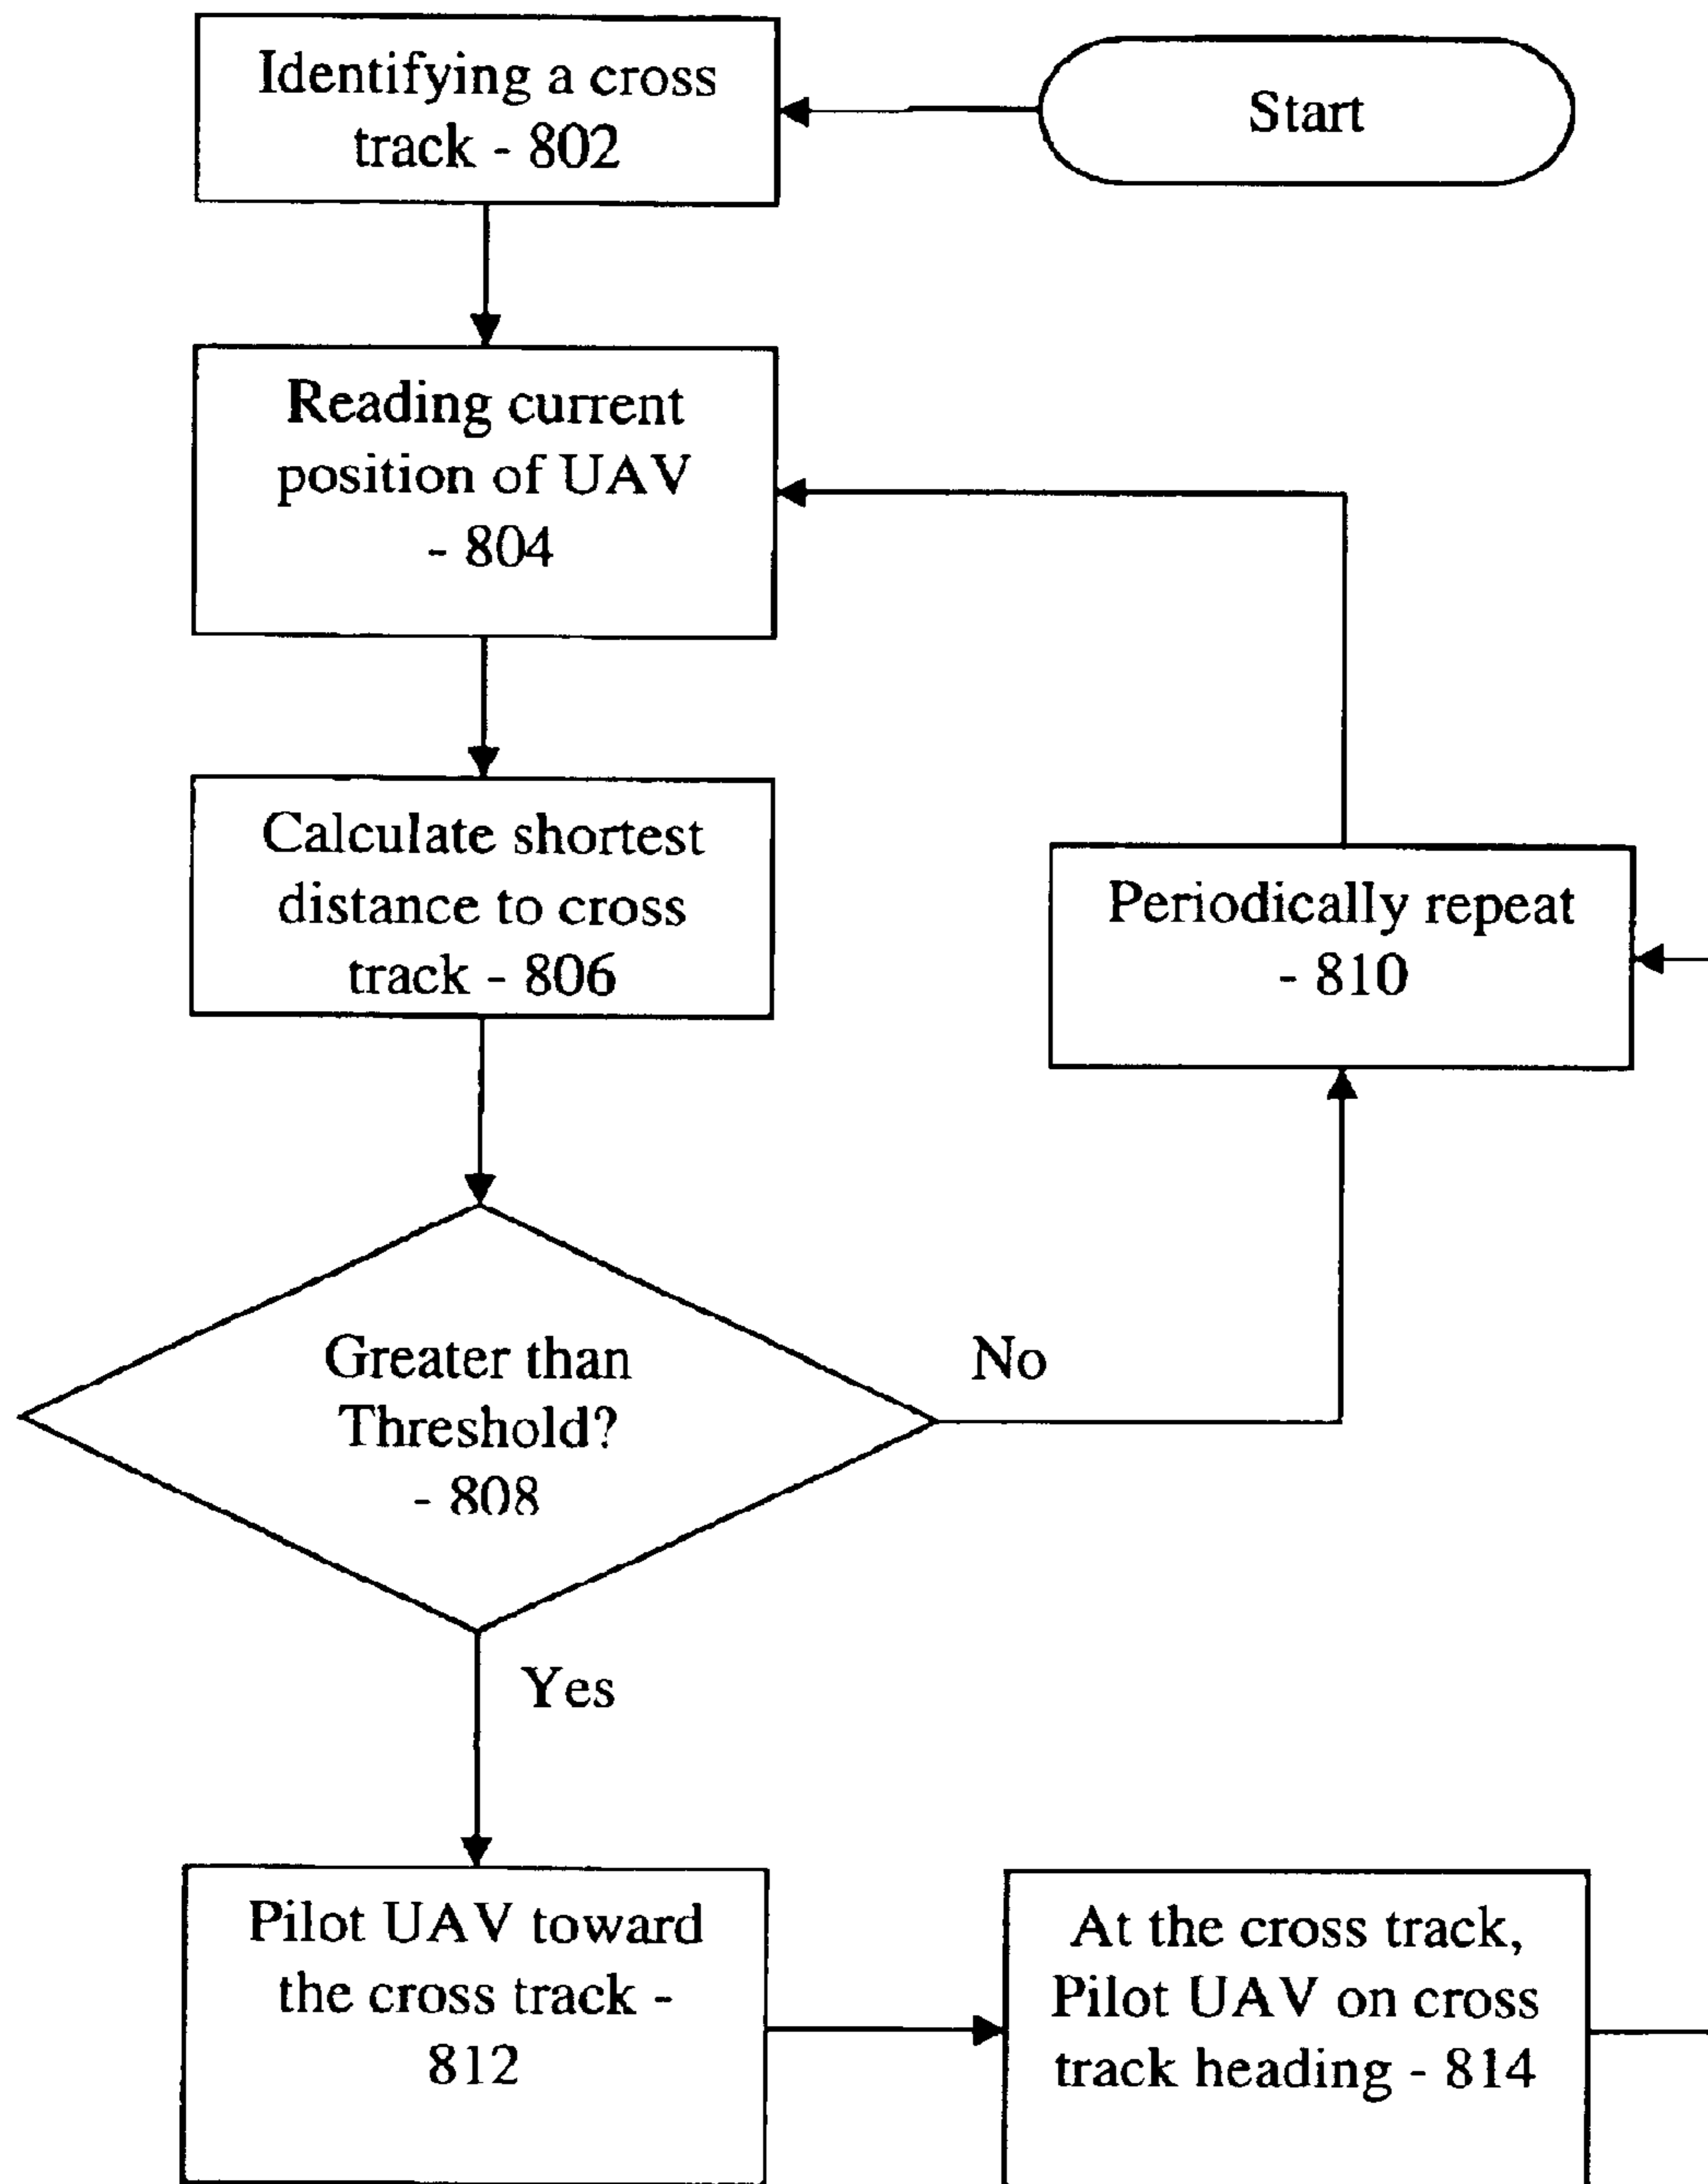 Identifying a cross
track - 802
Start
Reading current
position of UAV
- 804
Calculate shortest
distance to cross
track - 806
Periodically repeat
- 810
Greater than
Threshold?
- 808
No
Yes
Pilot UAV toward
the cross track -
812
At the cross track,
Pilot UAV on cross
track heading - 814